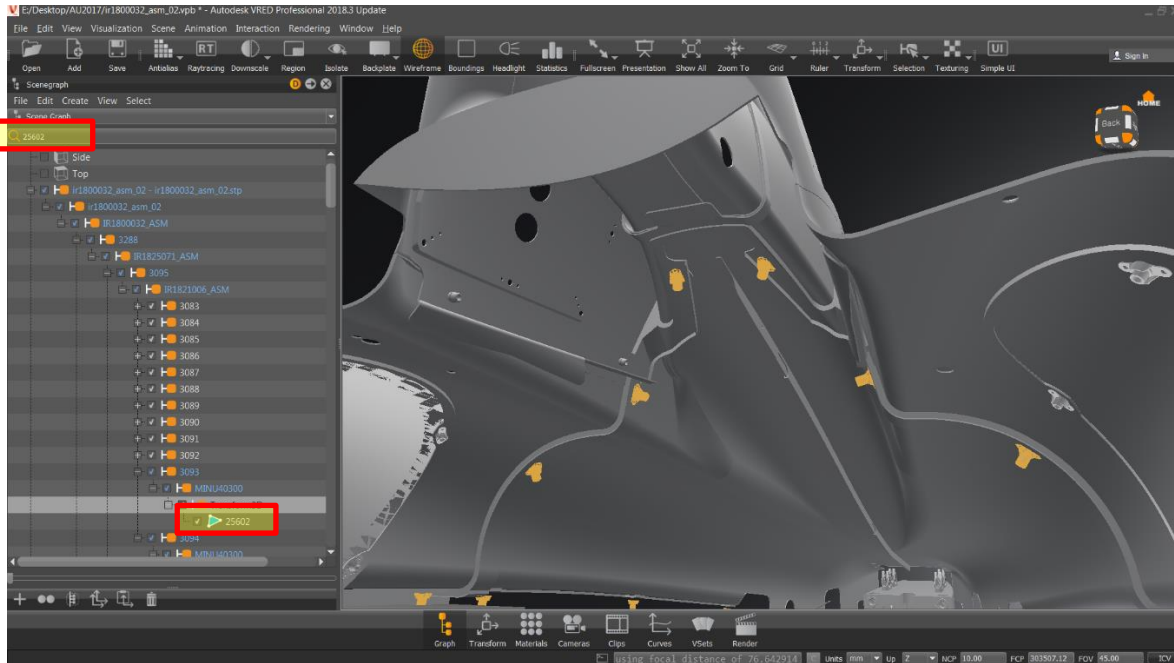 E:/Desktop/AU2017/ir1800032_asm_02.vpb * - Autodesk VRED Professional 2018.3 Update
File Edit View Visualization Scene Animation Interaction Rendering Window Help
RT UI
Open Add Save Antialias Raytracing Downscale Region Isolate Backplate Wireframe Boundings Headlight Statistics Fullscreen Presentation Show All Zoom To Grid Ruler Transform Selection Texturing Simple UI Sign In
Scenegraph D
File Edit Create View Select
Scene Graph
25602
Side
Top
ir1800032_asm_02 - ir1800032_asm_02.stp
ir1800032_asm_02
IR1800032_ASM
3288
IR1825071_ASM
3095
IR1821006_ASM
3083
3084
3085
3086
3087
3088
3089
3090
3091
3092
3093
MINU40300
25602
3094
MINU40300
HOME
Back
Graph Transform Materials Cameras Clips Curves VSets Render
using focal distance of 76.642914 Units mm Up Z NCP 10.00 FCP 303507.12 FOV 45.00 ICV